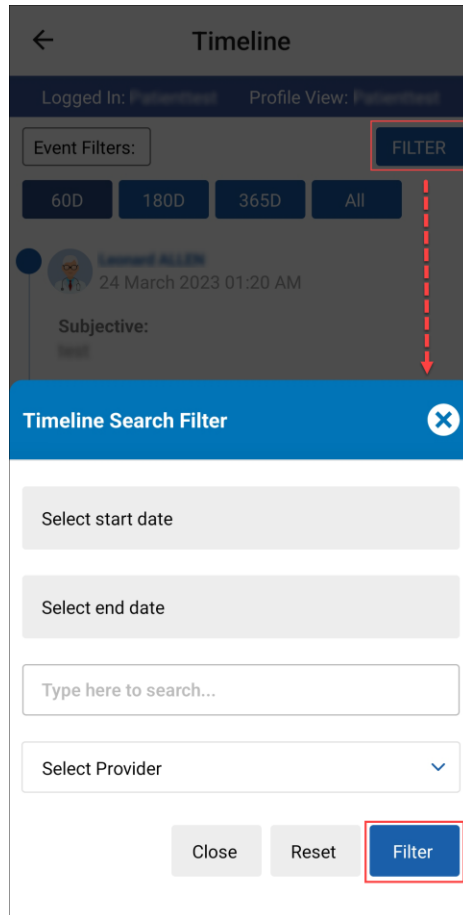 Timeline
Logged In: Profile View:
Event Filters: FILTER
60D 180D 365D All
24 March 2023 01:20 AM
Subjective:
Timeline Search Filter
Select start date
Select end date
Type here to search...
Select Provider
Close Reset Filter